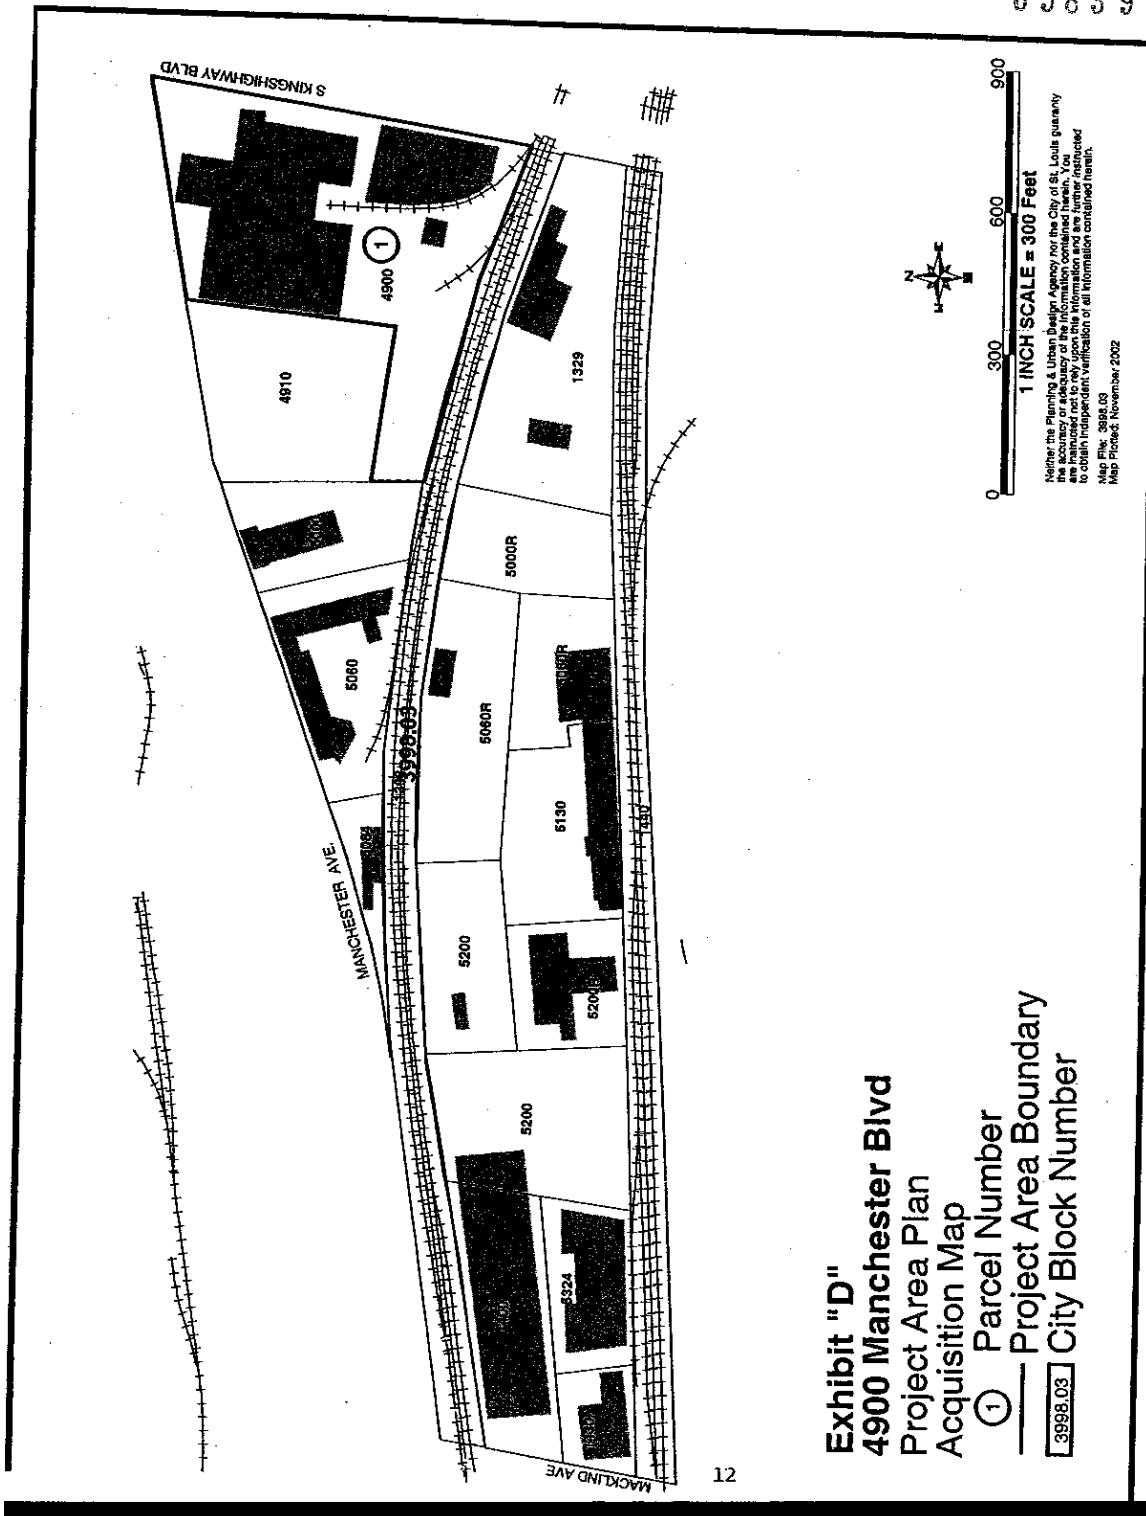 Exhibit "D"
4900 Manchester Blvd
Project Area Plan
Acquisition Map
1 Parcel Number
Project Area Boundary
3998.03 City Block Number
S KINGSHIGHWAY BLVD
MANCHESTER AVE.
MACKLIND AVE
1
4900
4910
1329
5000R
5060
5060R
3998.03
5130
5200
5200
5200
5324
N
W E
0 300 600 900
1 INCH SCALE = 300 Feet
Neither the Planning & Urban Design Agency nor the City of St. Louis guaranty
the accuracy or adequacy of the information contained herein. You
are instructed not to rely upon this information and are further instructed
to obtain independent verification of all information contained herein.
Map File: 3998.03
Map Plotted: November 2002
12